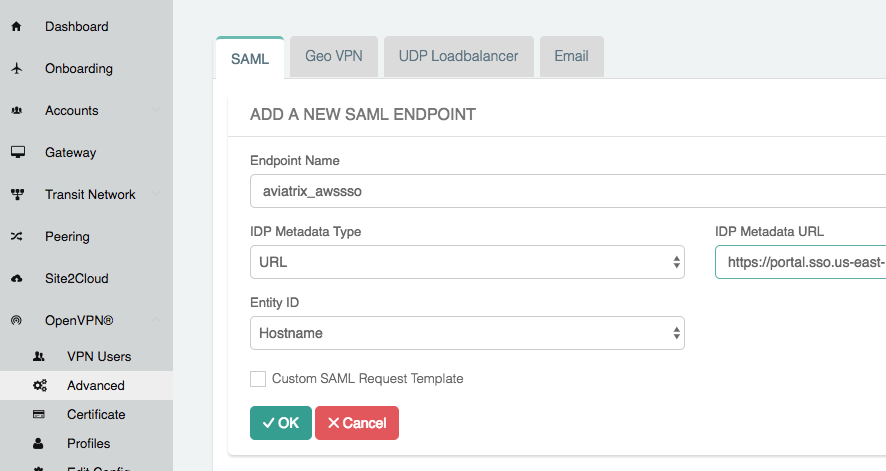 Dashboard
Onboarding
Accounts
Gateway
Transit Network
Peering
Site2Cloud
OpenVPN®
VPN Users
Advanced
Certificate
Profiles
Edit Config
SAML
Geo VPN
UDP Loadbalancer
Email
ADD A NEW SAML ENDPOINT
Endpoint Name
aviatrix_awssso
IDP Metadata Type
IDP Metadata URL
URL
https://portal.sso.us-east-
Entity ID
Hostname
Custom SAML Request Template
OK
Cancel